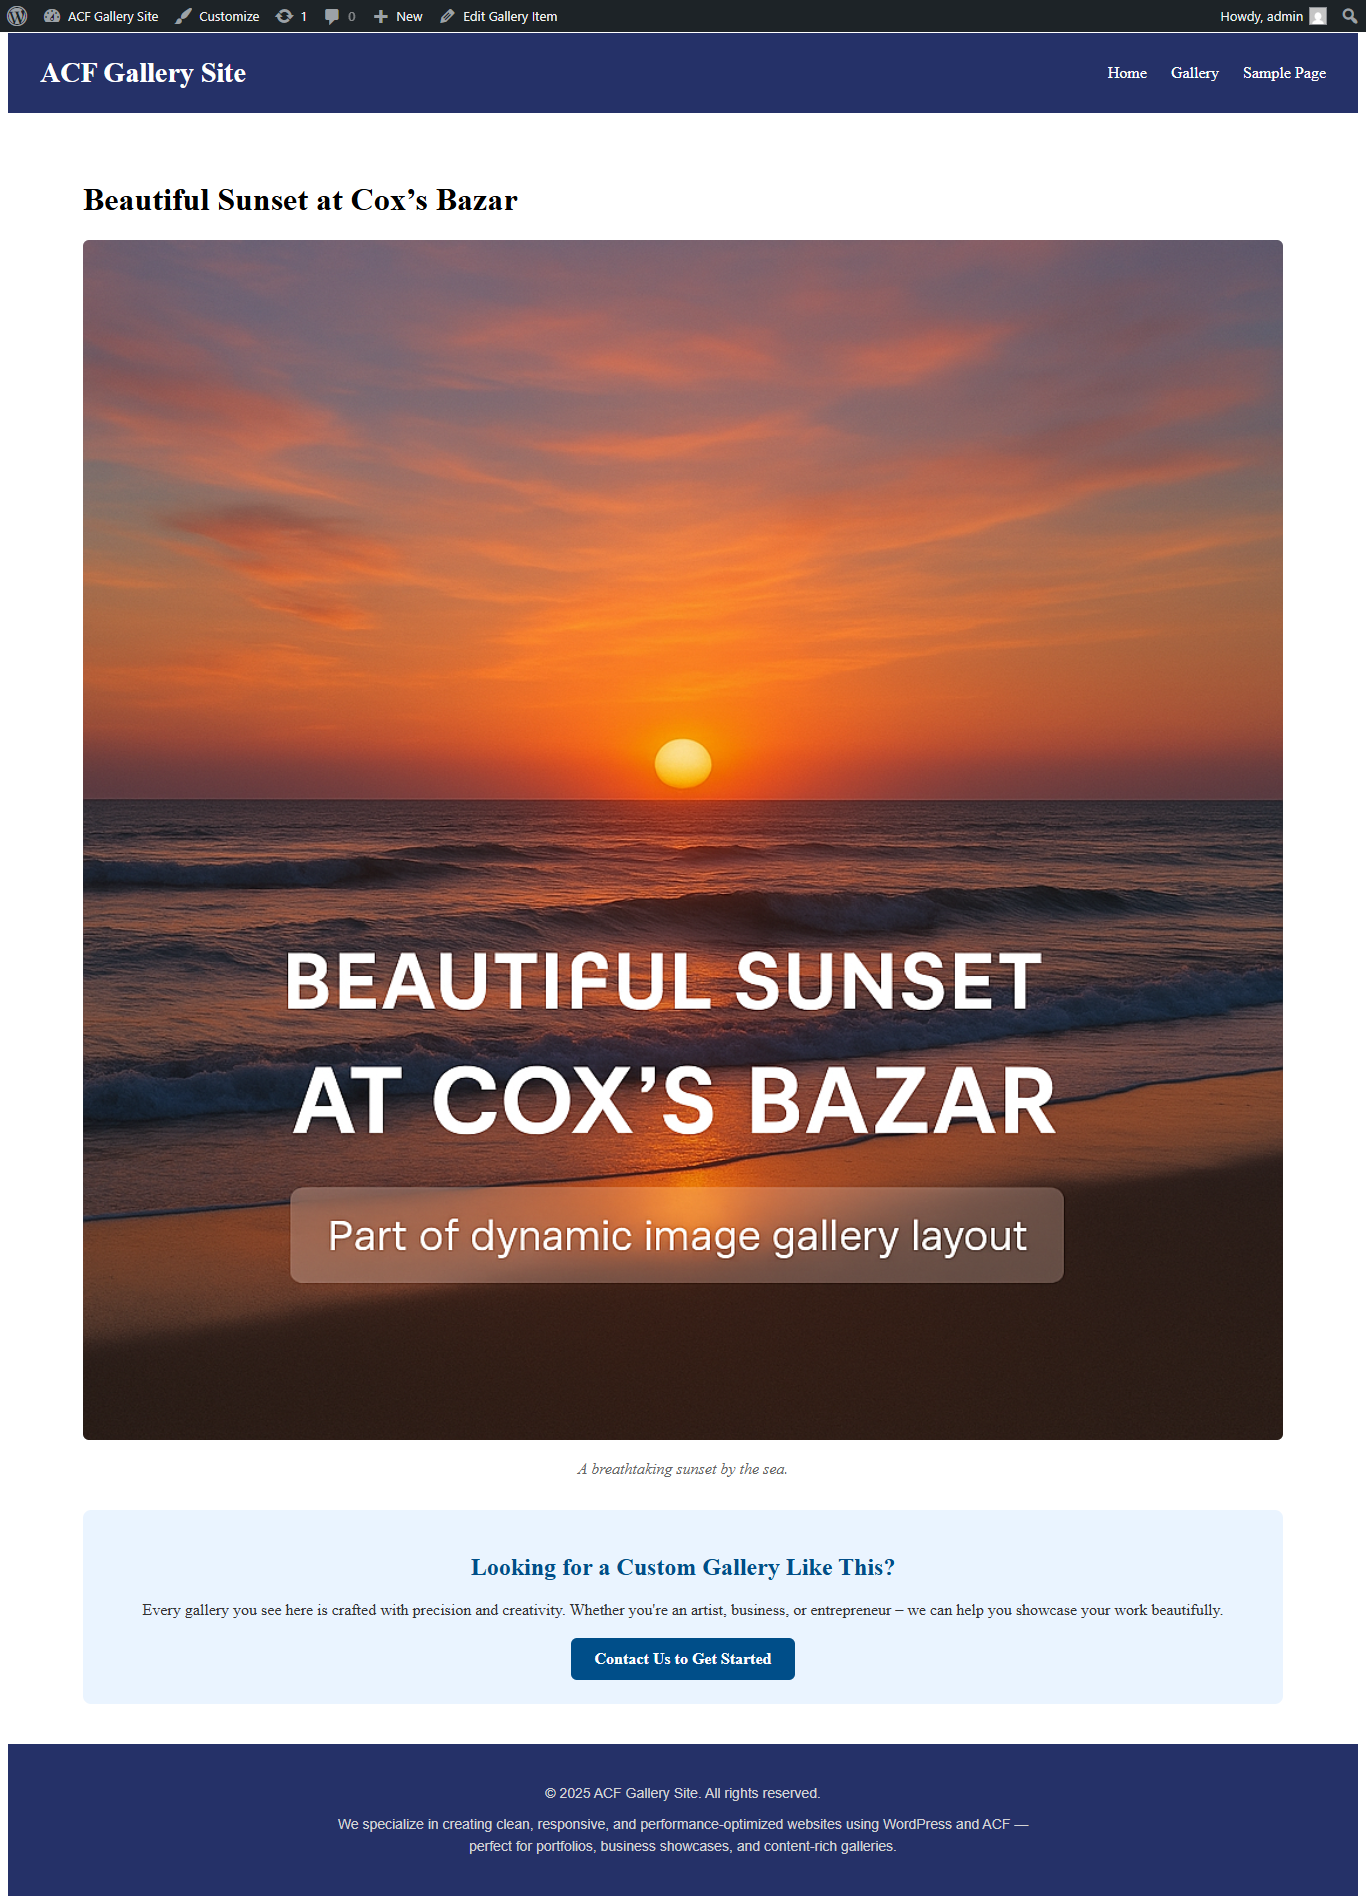 ACF Gallery Site Customize 1 0 New Edit Gallery Item Howdy, admin
ACF Gallery Site Home Gallery Sample Page
Beautiful Sunset at Cox’s Bazar
BEAUTIFUL SUNSET
AT COX’S BAZAR
Part of dynamic image gallery layout
A breathtaking sunset by the sea.
Looking for a Custom Gallery Like This?
Every gallery you see here is crafted with precision and creativity. Whether you're an artist, business, or entrepreneur – we can help you showcase your work beautifully.
Contact Us to Get Started
© 2025 ACF Gallery Site. All rights reserved.
We specialize in creating clean, responsive, and performance-optimized websites using WordPress and ACF —
perfect for portfolios, business showcases, and content-rich galleries.